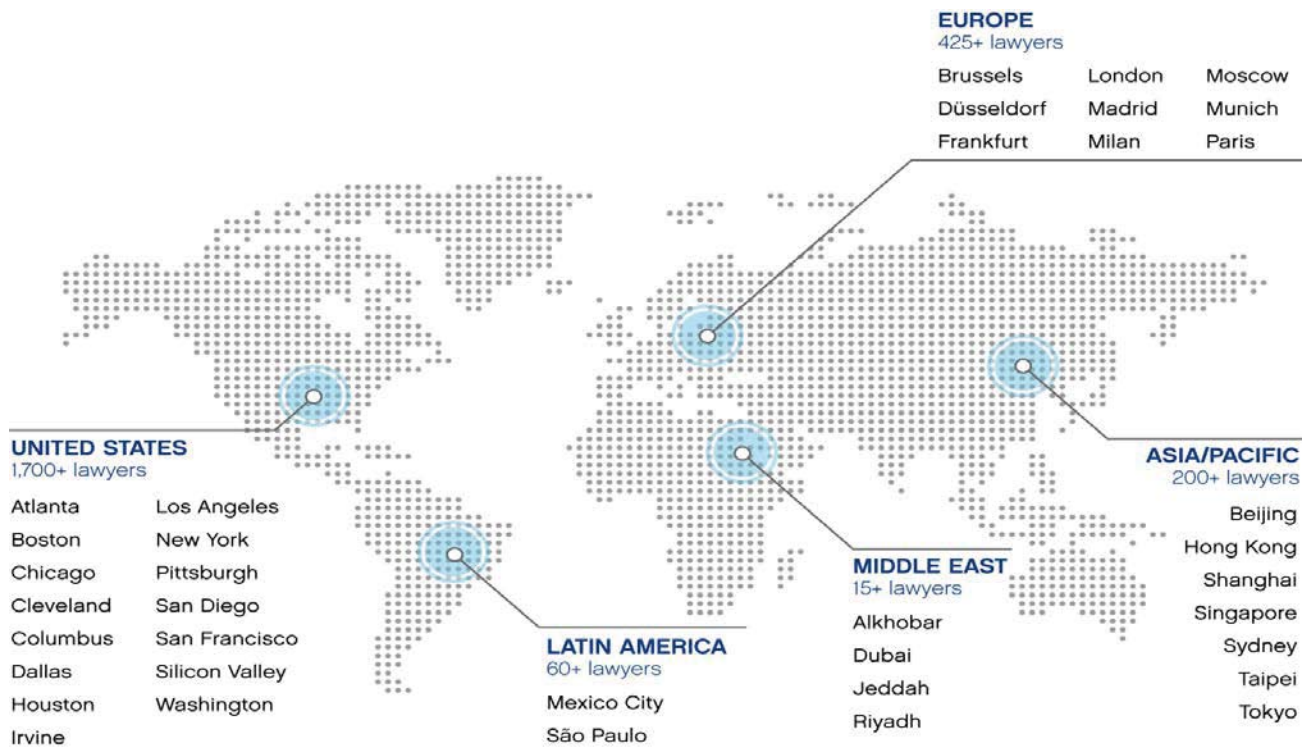 EUROPE
425+ lawyers
Brussels London Moscow
Düsseldorf Madrid Munich
Frankfurt Milan Paris
UNITED STATES
1,700+ lawyers
Atlanta Los Angeles
Boston New York
Chicago Pittsburgh
Cleveland San Diego
Columbus San Francisco
Dallas Silicon Valley
Houston Washington
Irvine
LATIN AMERICA
60+ lawyers
Mexico City
São Paulo
MIDDLE EAST
15+ lawyers
Alkhobar
Dubai
Jeddah
Riyadh
ASIA/PACIFIC
200+ lawyers
Beijing
Hong Kong
Shanghai
Singapore
Sydney
Taipei
Tokyo